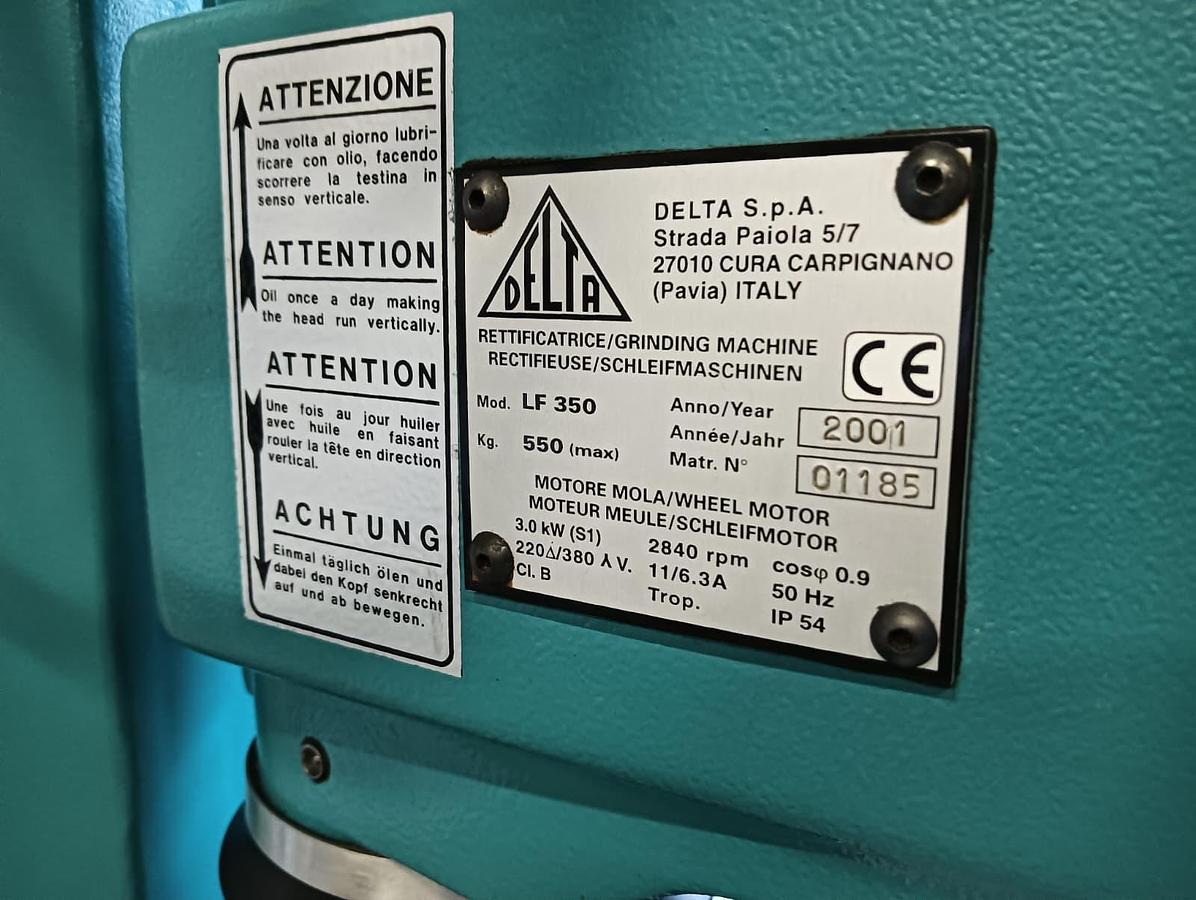 ATTENZIONE
Una volta al giorno lubri-
ficare con olio, facendo
scorrere la testina in
senso verticale.
ATTENTION
Oil once a day making
the head run vertically.
ATTENTION
Une fois au jour huiler
avec huile en faisant
rouler la tête en direction
vertical.
ACHTUNG
Einmal täglich ölen und
dabei den Kopf senkrecht
auf und ab bewegen.
DELTA
DELTA S.p.A.
Strada Paiola 5/7
27010 CURA CARPIGNANO
(Pavia) ITALY
RETTIFICATRICE/GRINDING MACHINE
RECTIFIEUSE/SCHLEIFMASCHINEN
CE
Mod. LF 350
Kg. 550 (max)
Anno/Year
Année/Jahr 2001
Matr. N° 01185
MOTORE MOLA/WHEEL MOTOR
MOTEUR MEULE/SCHLEIFMOTOR
3.0 kW (S1) 2840 rpm cosφ 0.9
220Δ/380 ⅄ V. 11/6.3A 50 Hz
Cl. B Trop. IP 54